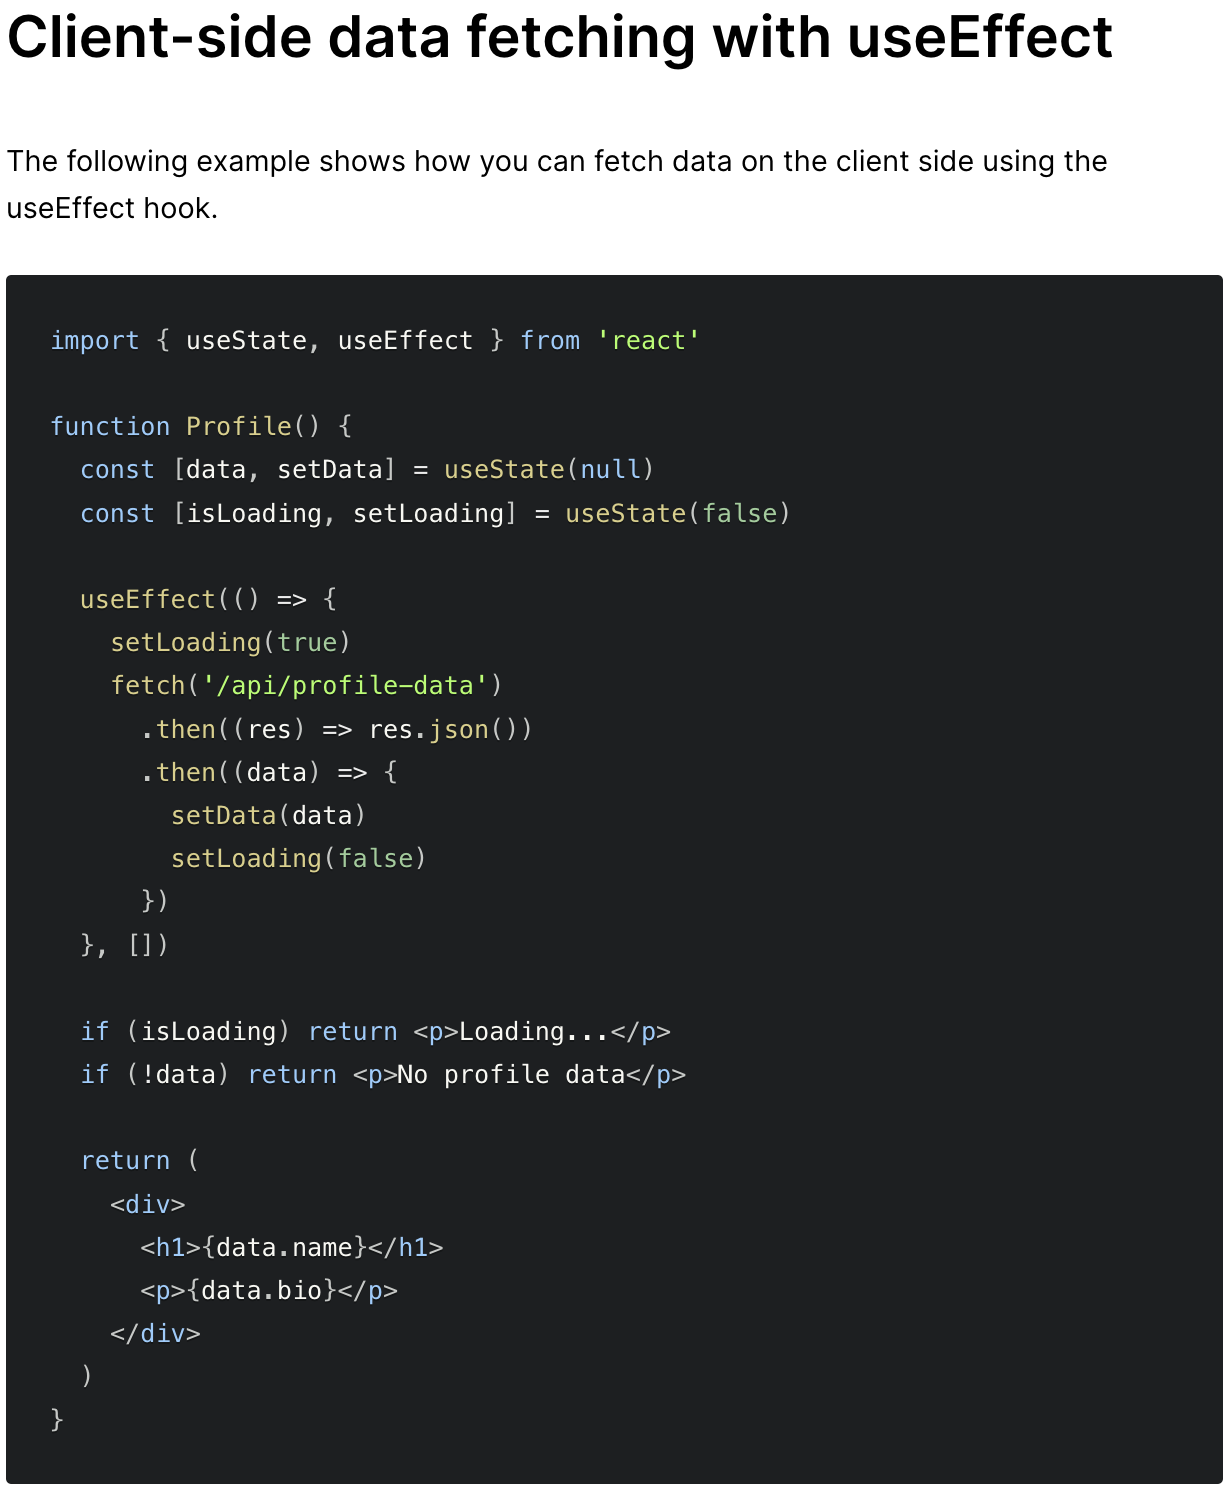 Client-side data fetching with useEffect
The following example shows how you can fetch data on the client side using the
useEffect hook.
import { useState, useEffect } from 'react'
function Profile() {
  const [data, setData] = useState(null)
  const [isLoading, setLoading] = useState(false)
  useEffect(() => {
    setLoading(true)
    fetch('/api/profile-data')
      .then((res) => res.json())
      .then((data) => {
        setData(data)
        setLoading(false)
      })
  }, [])
  if (isLoading) return <p>Loading...</p>
  if (!data) return <p>No profile data</p>
  return (
    <div>
      <h1>{data.name}</h1>
      <p>{data.bio}</p>
    </div>
  )
}